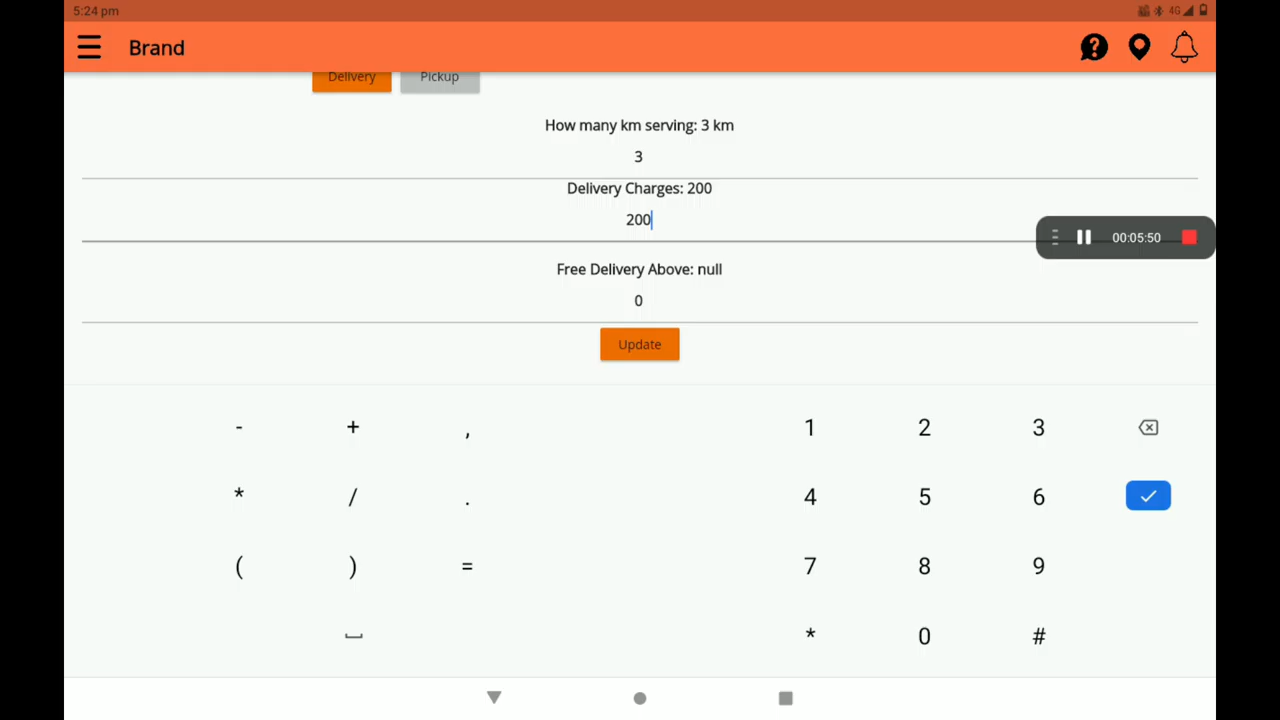 5:24 pm
4G
Brand
Delivery Pickup
How many km serving: 3 km
3
Delivery Charges: 200
200
00:05:50
Free Delivery Above: null
0
Update
- + , 1 2 3
* / . 4 5 6
( ) = 7 8 9
* 0 #